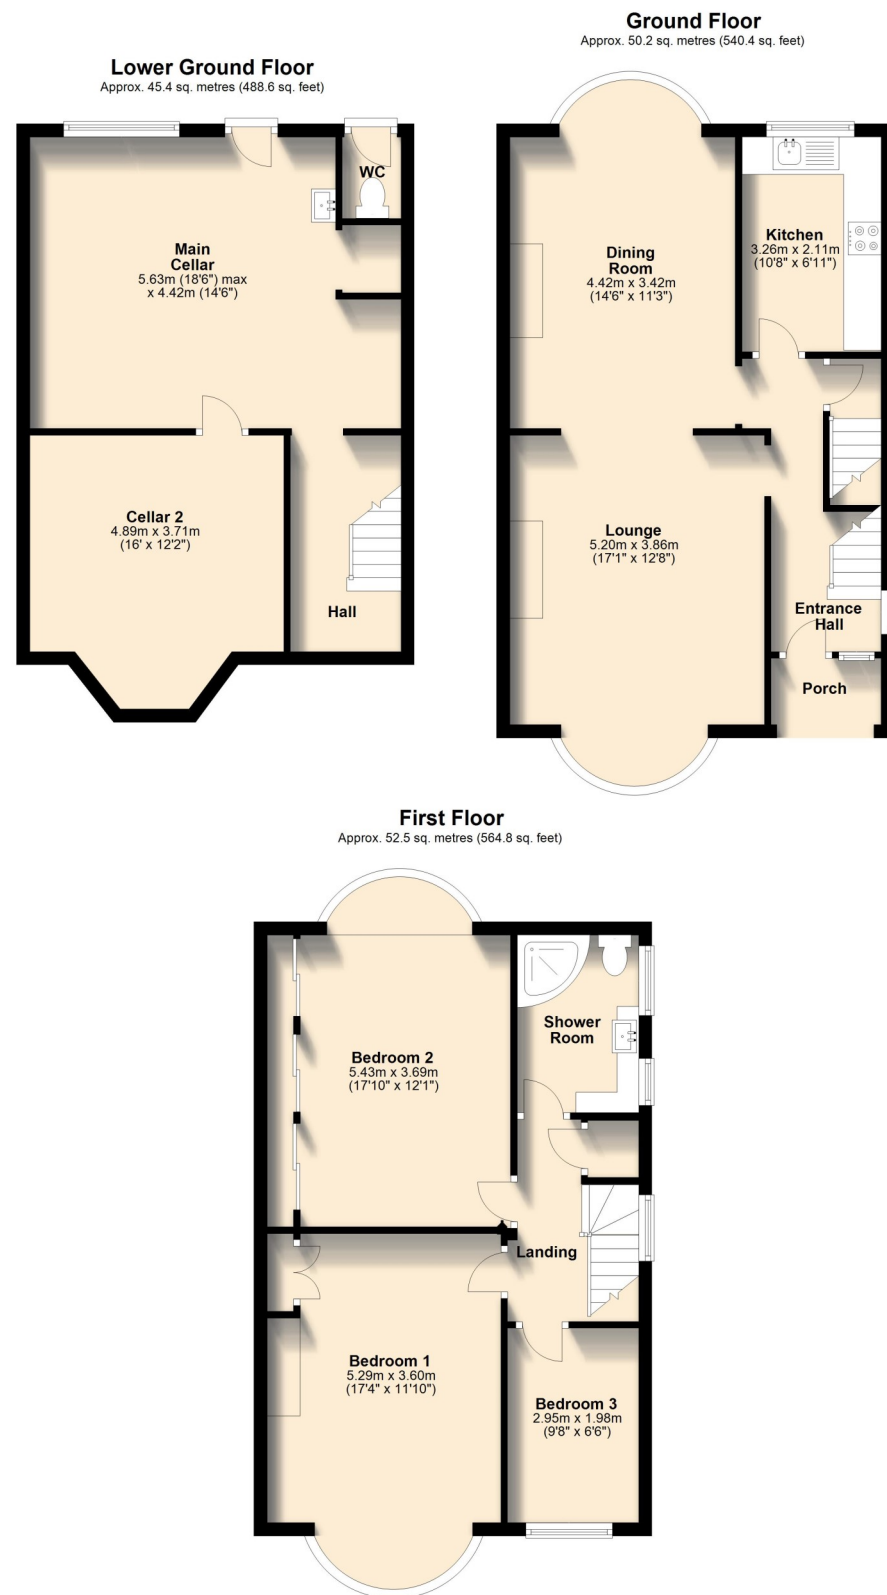 Lower Ground Floor
Approx. 45.4 sq. metres (488.6 sq. feet)
WC
Main
Cellar
5.63m (18'6") max
x 4.42m (14'6")
Cellar 2
4.89m x 3.71m
(16' x 12'2")
Hall
Ground Floor
Approx. 50.2 sq. metres (540.4 sq. feet)
Kitchen
3.26m x 2.11m
(10'8" x 6'11")
Dining
Room
4.42m x 3.42m
(14'6" x 11'3")
Lounge
5.20m x 3.86m
(17'1" x 12'8")
Entrance
Hall
Porch
First Floor
Approx. 52.5 sq. metres (564.8 sq. feet)
Shower
Room
Bedroom 2
5.43m x 3.69m
(17'10" x 12'1")
Landing
Bedroom 1
5.29m x 3.60m
(17'4" x 11'10")
Bedroom 3
2.95m x 1.98m
(9'8" x 6'6")